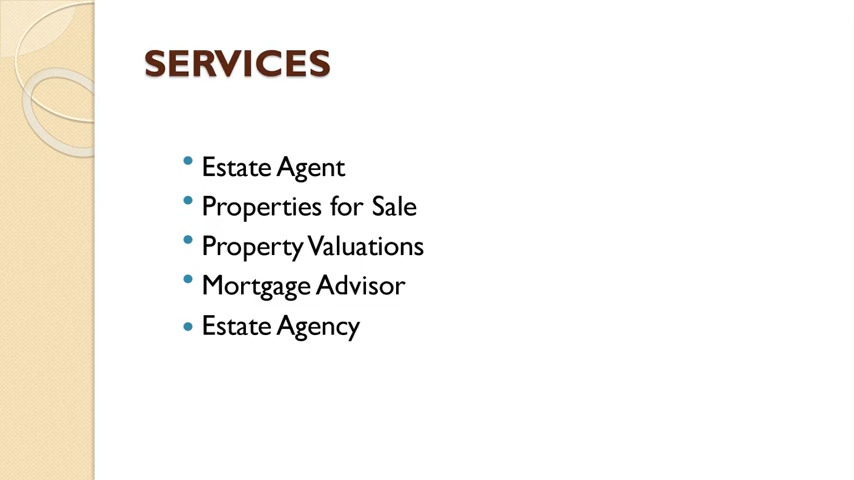 SERVICES
• Estate Agent
• Properties for Sale
• Property Valuations
• Mortgage Advisor
• Estate Agency